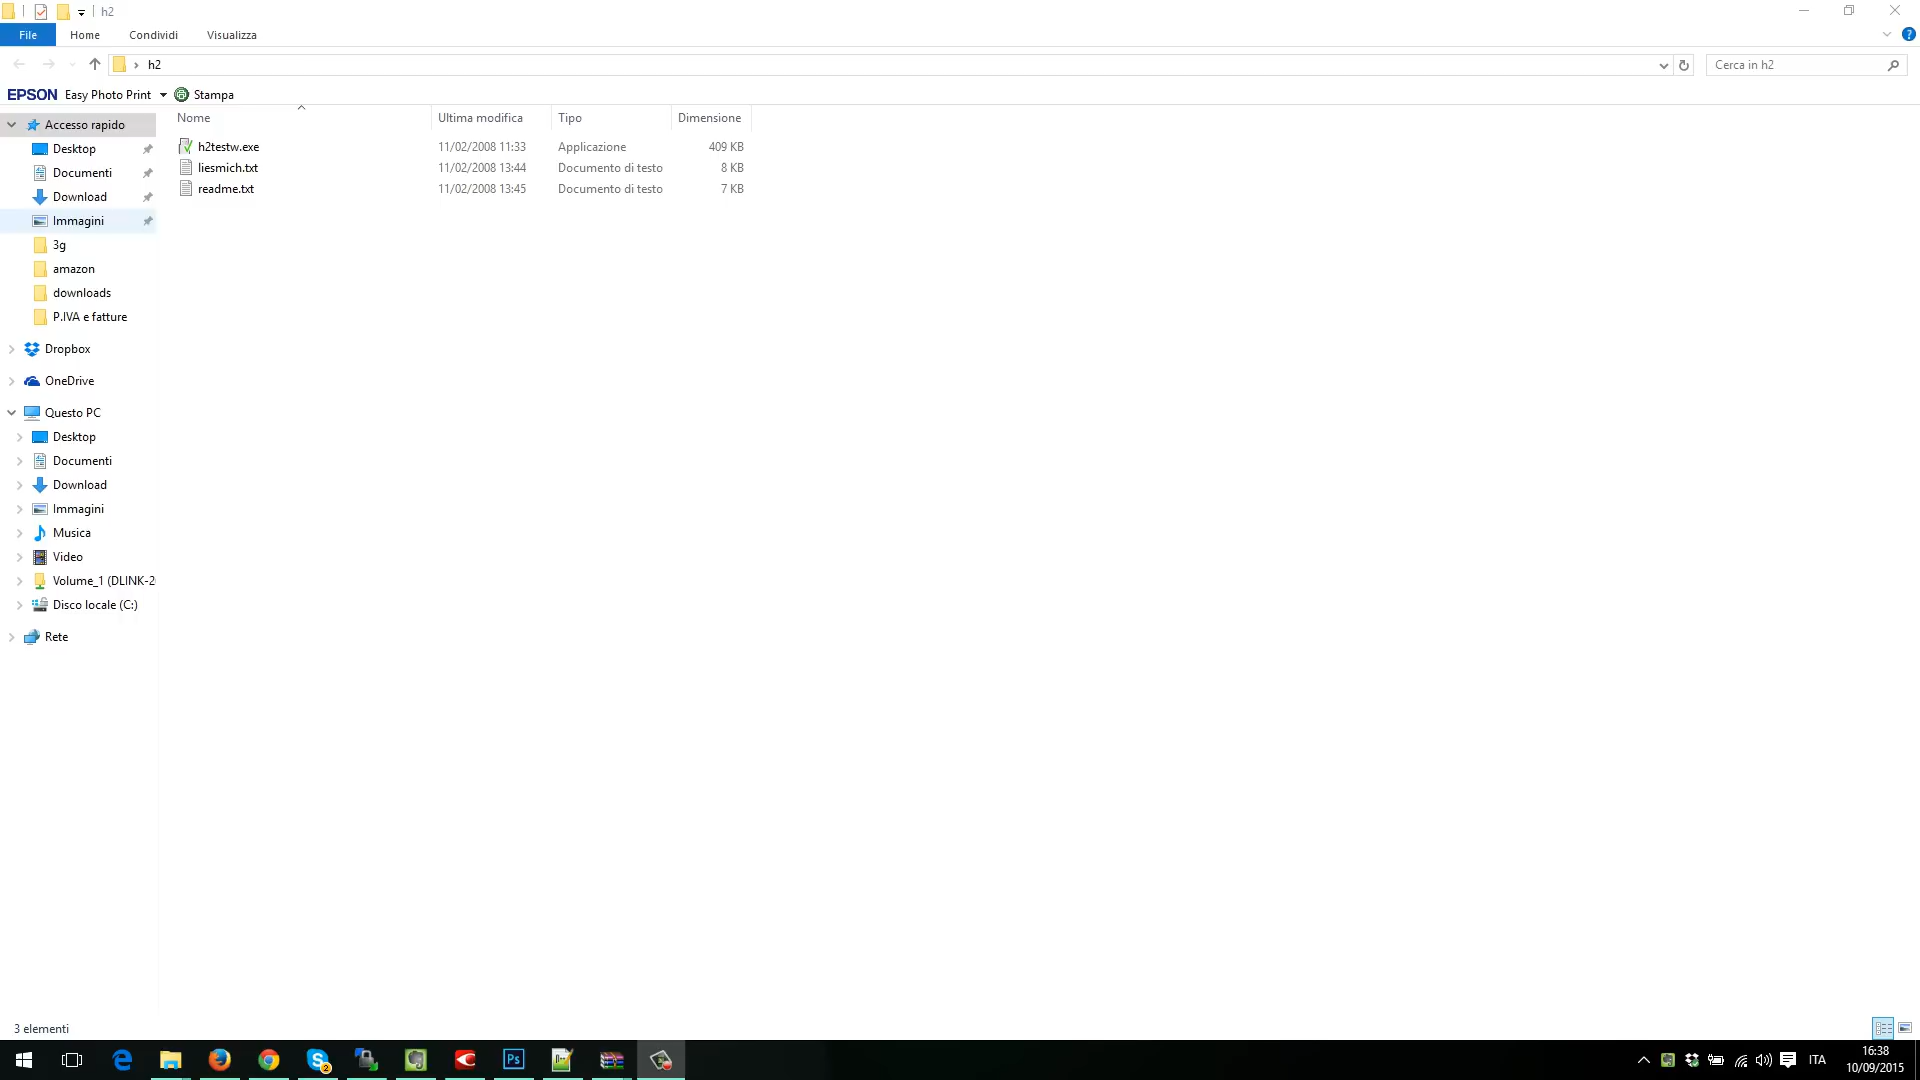 h2
File Home Condividi Visualizza
h2 Cerca in h2
EPSON Easy Photo Print Stampa
Nome Ultima modifica Tipo Dimensione
h2testw.exe 11/02/2008 11:33 Applicazione 409 KB
liesmich.txt 11/02/2008 13:44 Documento di testo 8 KB
readme.txt 11/02/2008 13:45 Documento di testo 7 KB
Accesso rapido
Desktop
Documenti
Download
Immagini
3g
amazon
downloads
P.IVA e fatture
Dropbox
OneDrive
Questo PC
Desktop
Documenti
Download
Immagini
Musica
Video
Volume_1 (DLINK-2
Disco locale (C:)
Rete
3 elementi
2
Ps
ITA
16:38
10/09/2015